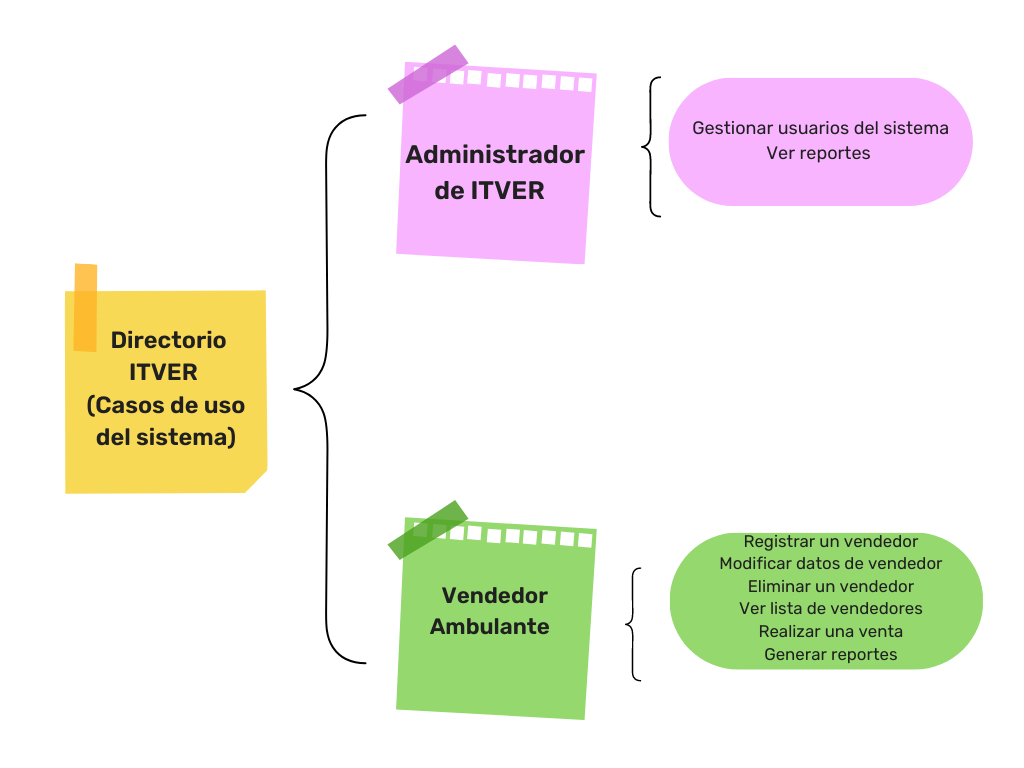 Directorio
ITVER
(Casos de uso
del sistema)
Administrador
de ITVER
Gestionar usuarios del sistema
Ver reportes
Vendedor
Ambulante
Registrar un vendedor
Modificar datos de vendedor
Eliminar un vendedor
Ver lista de vendedores
Realizar una venta
Generar reportes